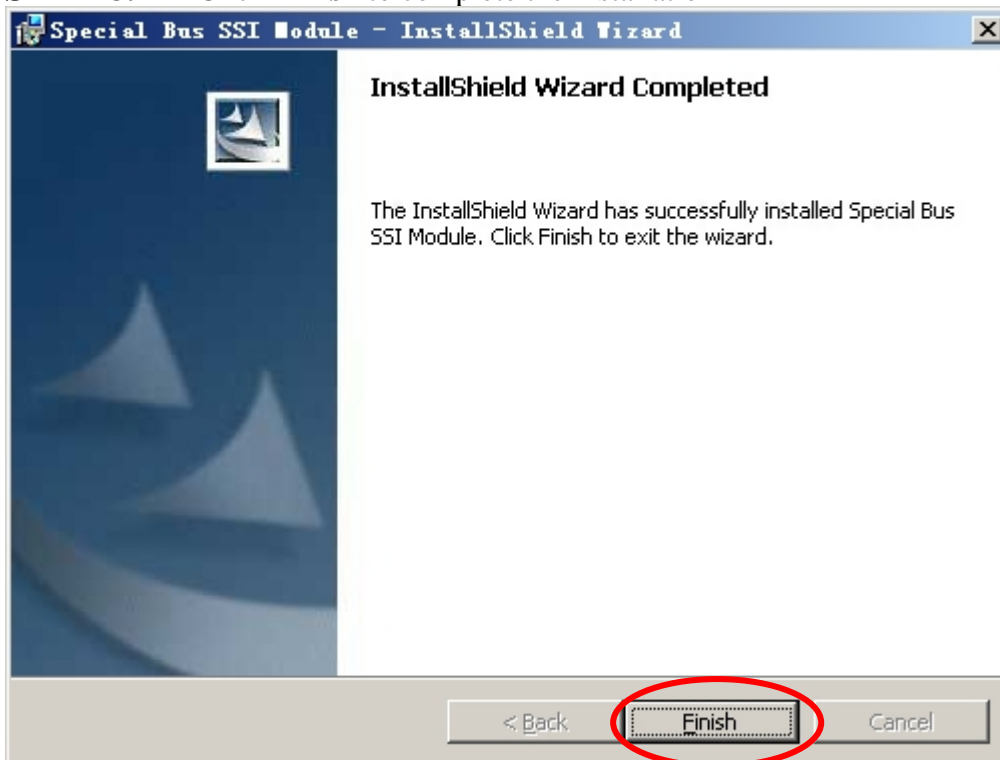 Special Bus SSI Module - InstallShield Wizard
InstallShield Wizard Completed
The InstallShield Wizard has successfully installed Special Bus
SSI Module. Click Finish to exit the wizard.
< Back
Finish
Cancel